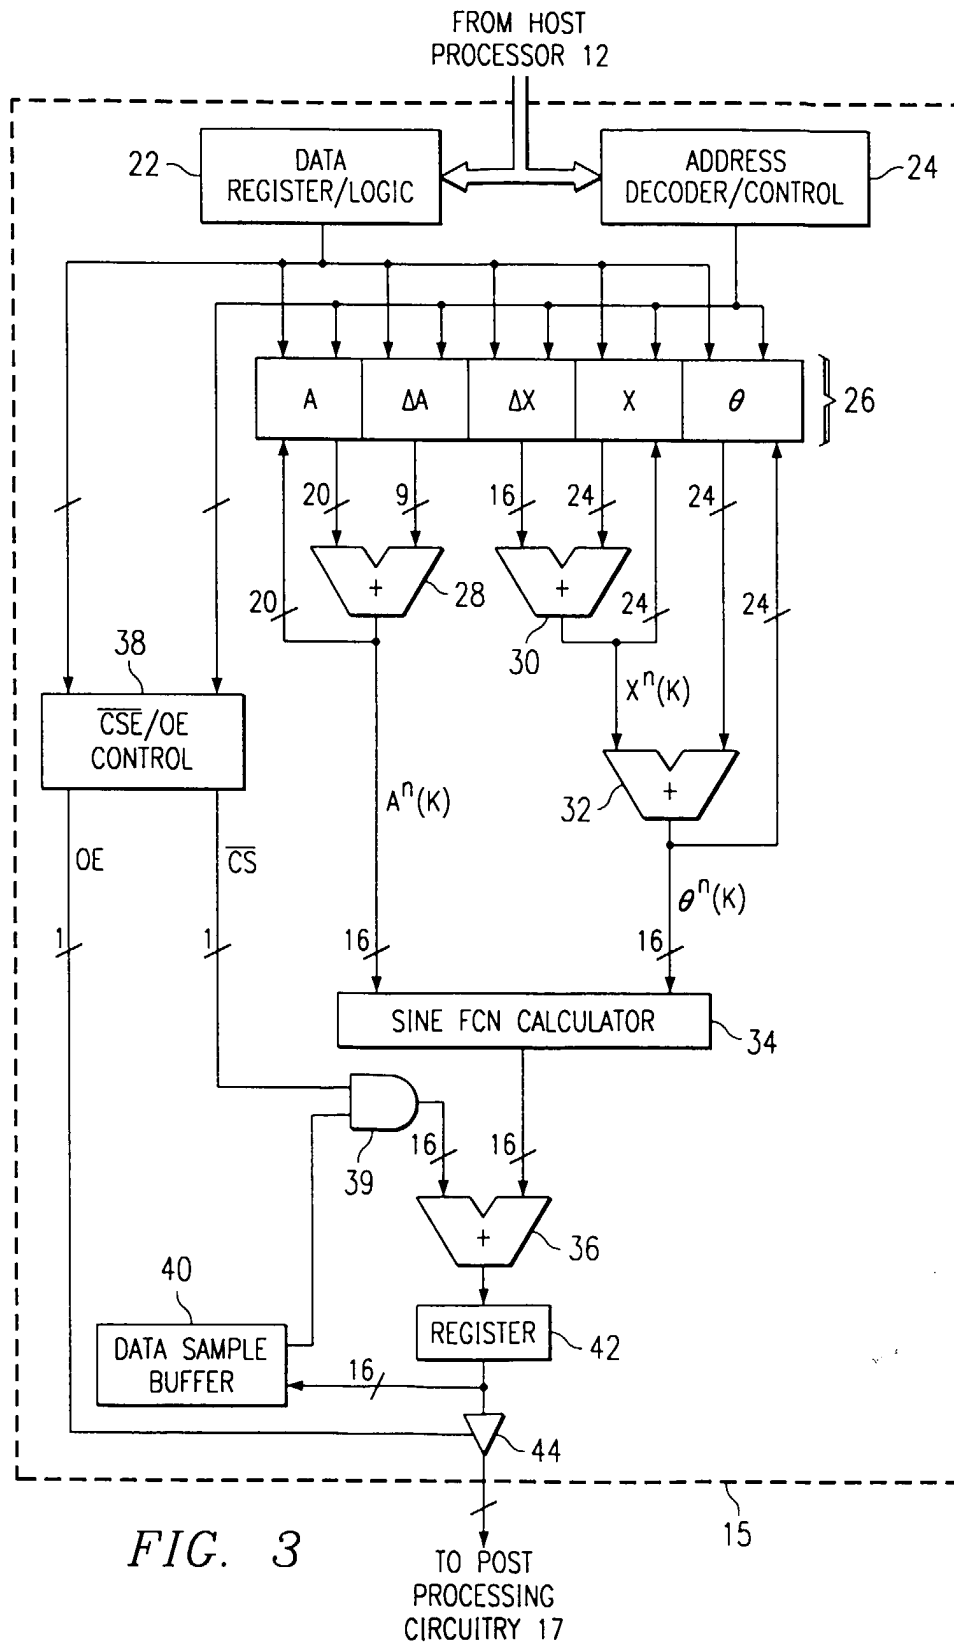 FROM HOST
PROCESSOR 12
22
DATA
REGISTER/LOGIC
ADDRESS
DECODER/CONTROL
24
A
ΔA
ΔX
X
θ
26
20
9
16
24
24
+
28
+
30
20
24
24
38
C̅S̅E̅/OE
CONTROL
Xⁿ(K)
32
+
Aⁿ(K)
OE
C̅S̅
θⁿ(K)
1
1
16
16
SINE FCN CALCULATOR
34
39
16
16
+
36
40
DATA SAMPLE
BUFFER
REGISTER
42
16
44
15
FIG. 3
TO POST
PROCESSING
CIRCUITRY 17